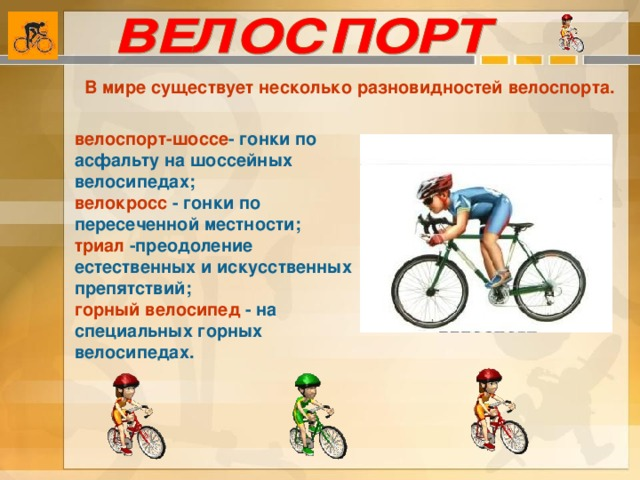 ВЕЛОСПОРТ
В мире существует несколько разновидностей велоспорта.
велоспорт-шоссе- гонки по
асфальту на шоссейных
велосипедах;
велокросс - гонки по
пересеченной местности;
триал -преодоление
естественных и искусственных
препятствий;
горный велосипед - на
специальных горных
велосипедах.